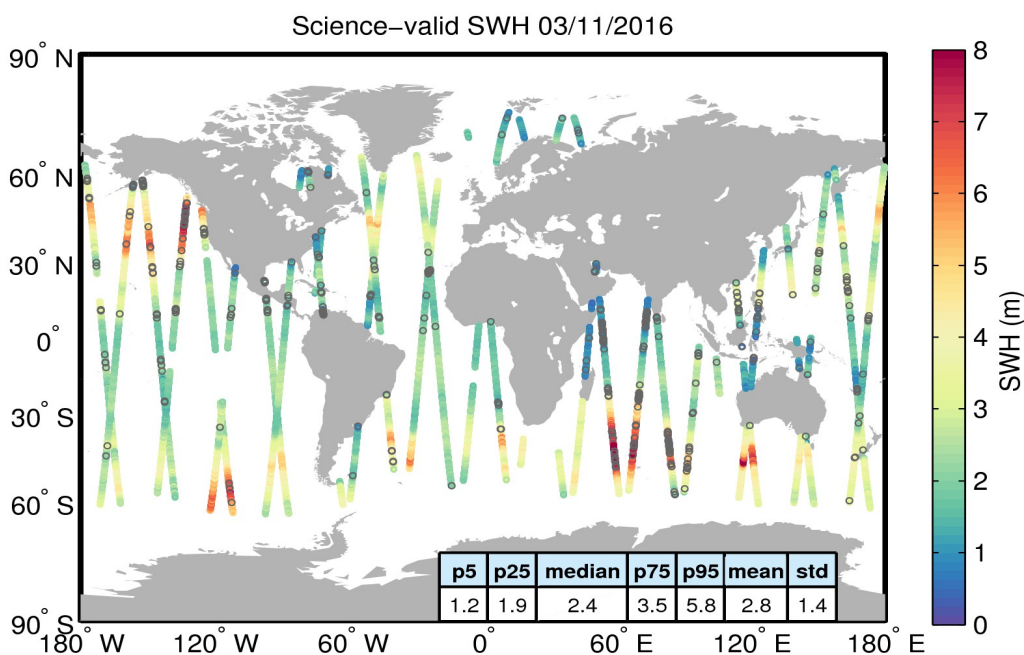 Science−valid SWH 03/11/2016
90° N
60° N
30° N
0°
30° S
60° S
90° S
180° W
120° W
60° W
0°
60° E
120° E
180° E
p5 p25 median p75 p95 mean std
1.2 1.9 2.4 3.5 5.8 2.8 1.4
8
7
6
5
4
3
2
1
0
SWH (m)